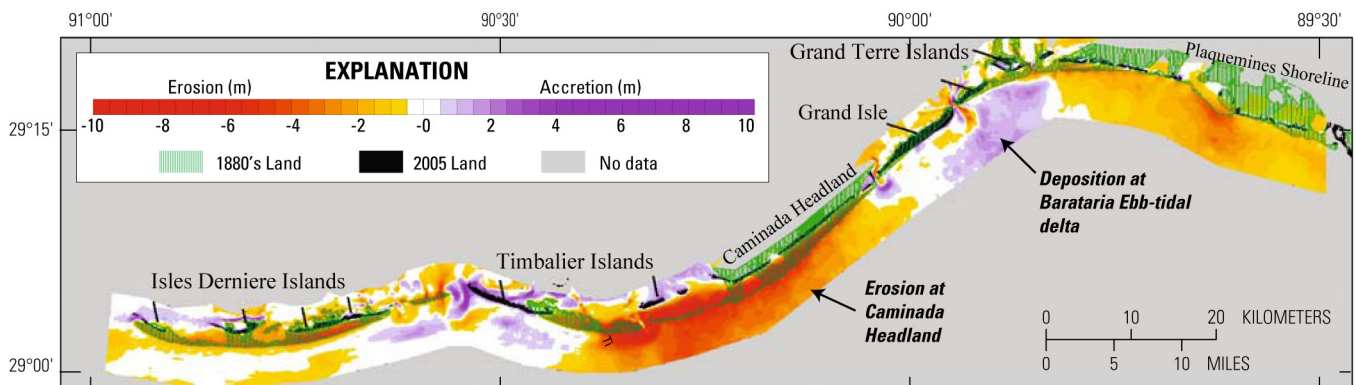 91°00'
90°30'
90°00'
89°30'
EXPLANATION
Erosion (m)
Accretion (m)
-10 -8 -6 -4 -2 -0 2 4 6 8 10
1880's Land
2005 Land
No data
29°15'
29°00'
Grand Terre Islands
Plaquemines Shoreline
Grand Isle
Caminada Headland
Timbalier Islands
Isles Derniere Islands
Deposition at
Barataria Ebb-tidal
delta
Erosion at
Caminada
Headland
0 10 20 KILOMETERS
0 5 10 MILES